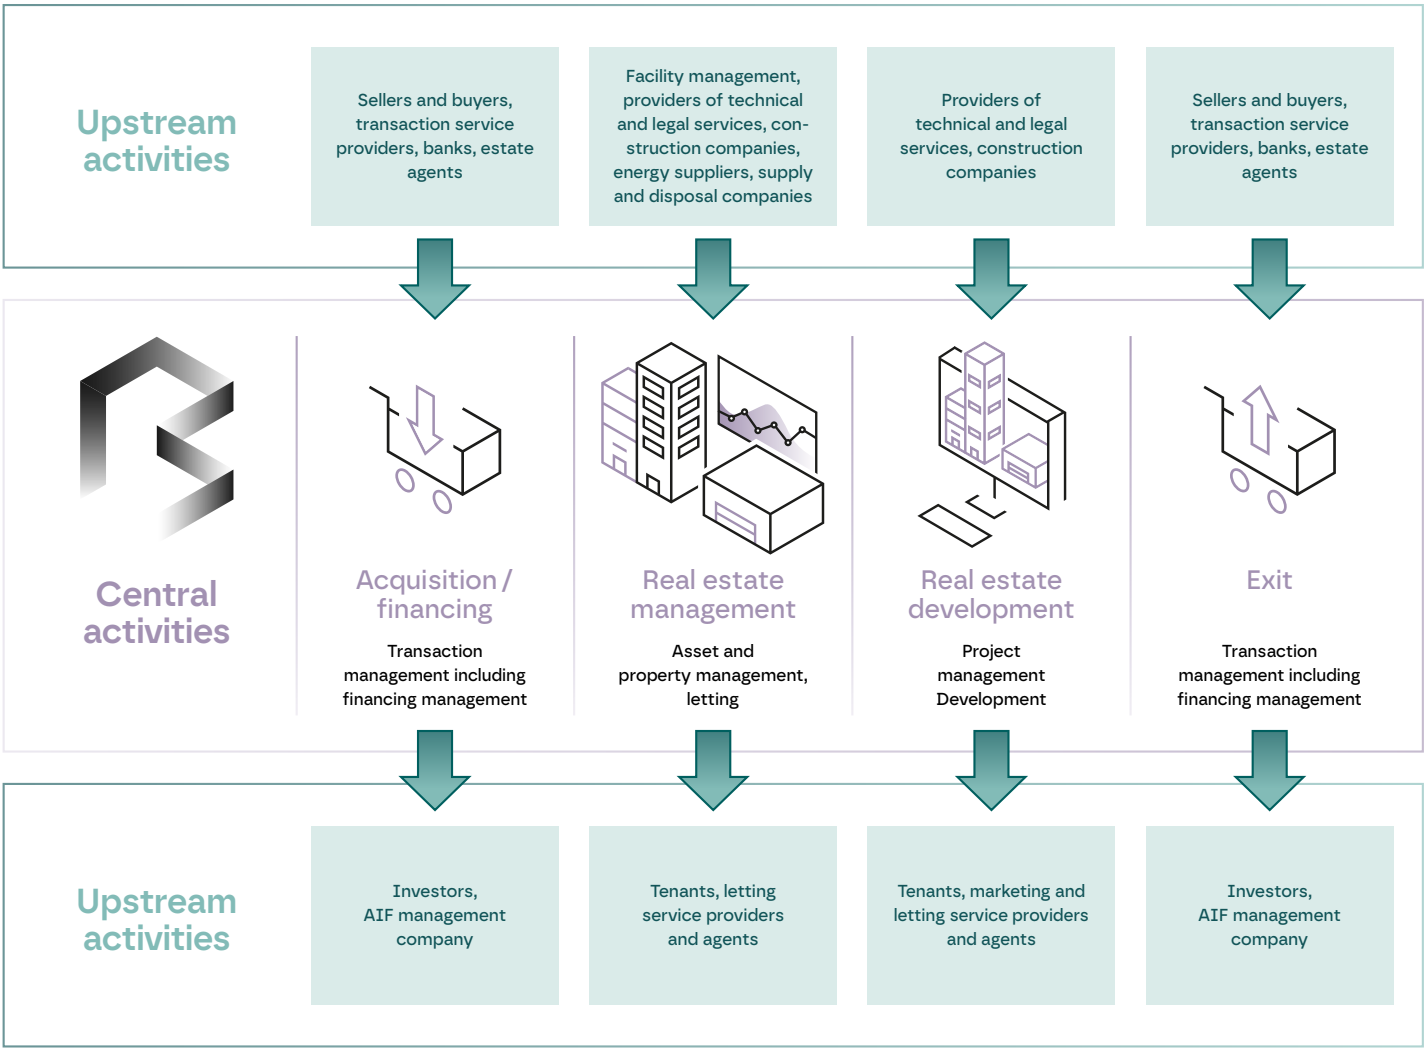 Upstream
activities
Sellers and buyers,
transaction service
providers, banks, estate
agents
Facility management,
providers of technical
and legal services, con-
struction companies,
energy suppliers, supply
and disposal companies
Providers of
technical and legal
services, construction
companies
Sellers and buyers,
transaction service
providers, banks, estate
agents
Central
activities
Acquisition /
financing
Transaction
management including
financing management
Real estate
management
Asset and
property management,
letting
Real estate
development
Project
management
Development
Exit
Transaction
management including
financing management
Upstream
activities
Investors,
AIF management
company
Tenants, letting
service providers
and agents
Tenants, marketing and
letting service providers
and agents
Investors,
AIF management
company